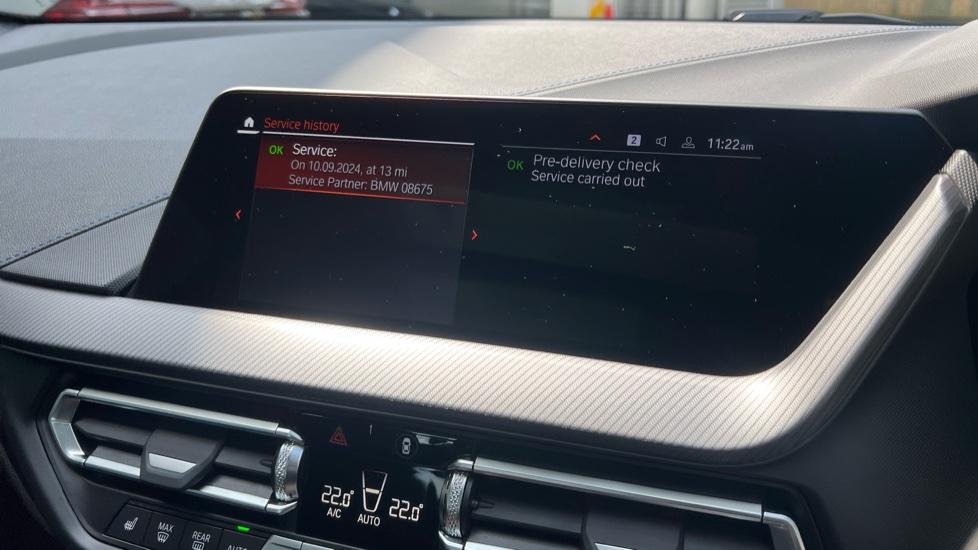 Service history
2
11:22am
OK Service:
On 10.09.2024, at 13 mi
Service Partner: BMW 08675
OK Pre-delivery check
Service carried out
22.0°
A/C
AUTO
22.0°
MAX
REAR
AUTO